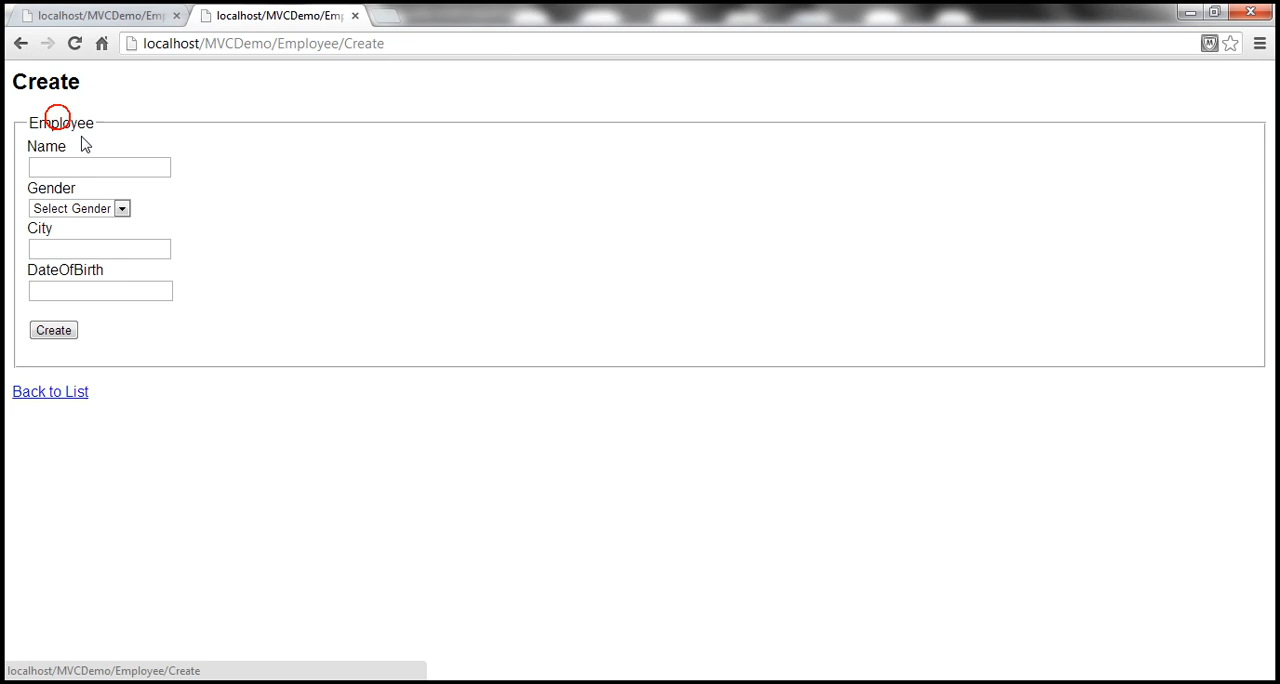 localhost/MVCDemo/Emp
localhost/MVCDemo/Emp
localhost/MVCDemo/Employee/Create
Create
Employee
Name
Gender
Select Gender
City
DateOfBirth
Create
Back to List
localhost/MVCDemo/Employee/Create